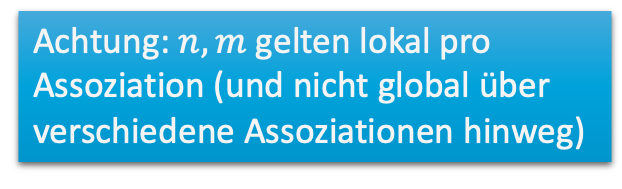 Achtung: 𝑛, 𝑚 gelten lokal pro
Assoziation (und nicht global über
verschiedene Assoziationen hinweg)